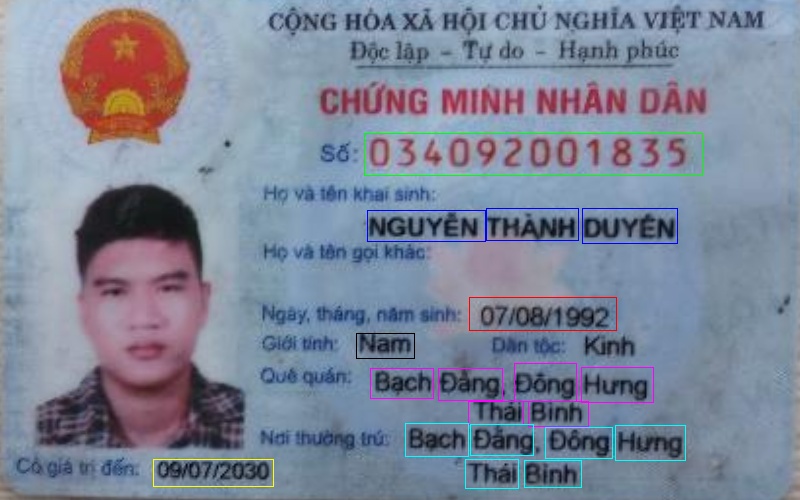 CỘNG HÒA XÃ HỘI CHỦ NGHĨA VIỆT NAM
Độc lập - Tự do - Hạnh phúc
CHỨNG MINH NHÂN DÂN
Số: 034092001835
Họ và tên khai sinh:
NGUYỄN THÀNH DUYÊN
Họ và tên gọi khác:
Ngày, tháng, năm sinh: 07/08/1992
Giới tính: Nam Dân tộc: Kinh
Quê quán: Bạch Đằng, Đông Hưng
Thái Bình
Nơi thường trú: Bạch Đằng, Đông Hưng
Thái Bình
Có giá trị đến: 09/07/2030